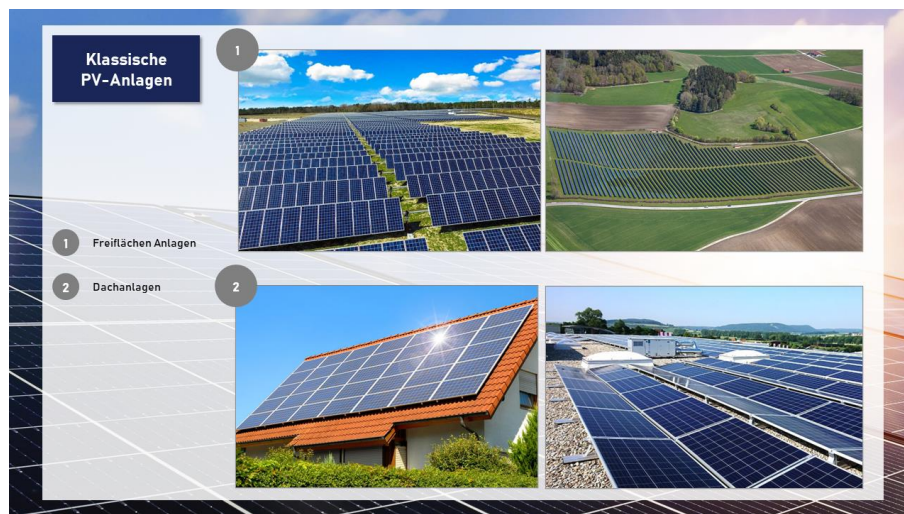 Klassische
PV-Anlagen
1
1
Freiflächen Anlagen
2
Dachanlagen
2